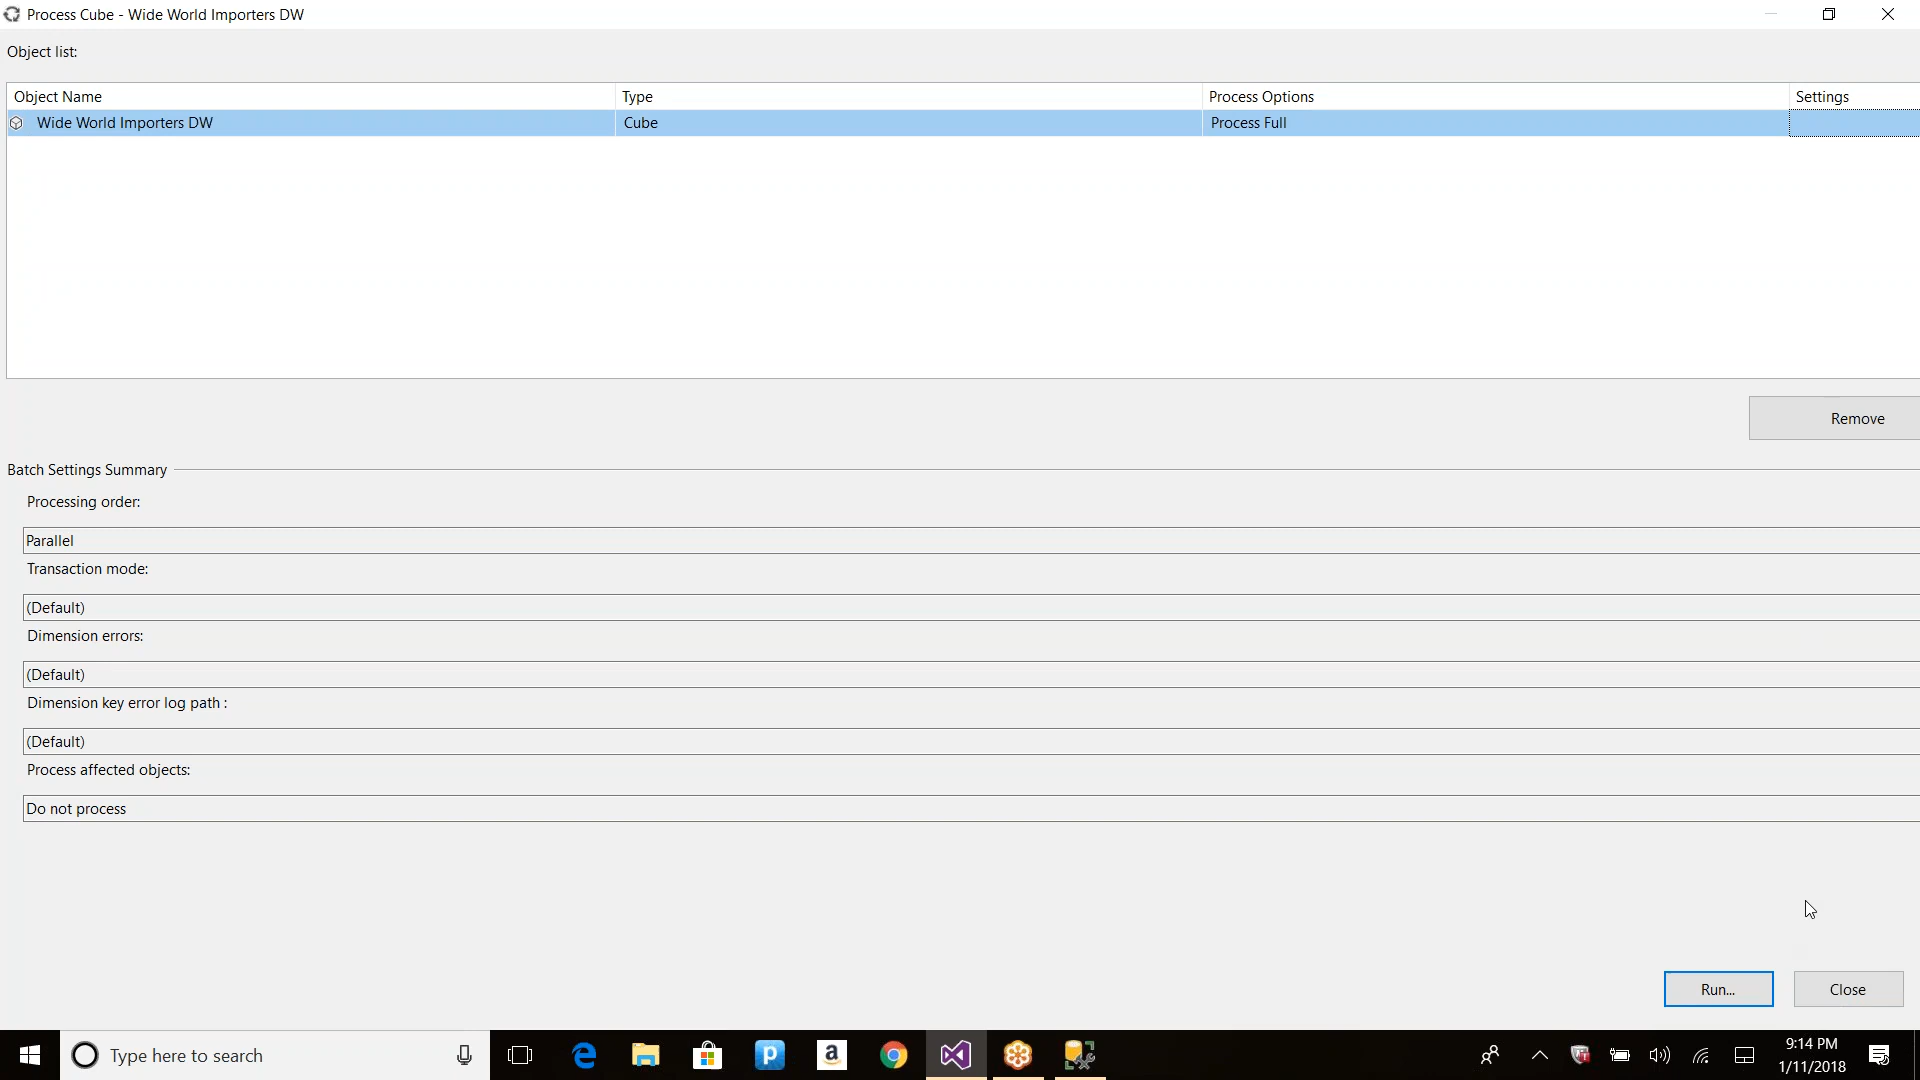 Process Cube - Wide World Importers DW
Object list:
Object Name Type Process Options Settings
Wide World Importers DW Cube Process Full
Remove
Batch Settings Summary
Processing order:
Parallel
Transaction mode:
(Default)
Dimension errors:
(Default)
Dimension key error log path :
(Default)
Process affected objects:
Do not process
Run... Close
Type here to search
9:14 PM
1/11/2018